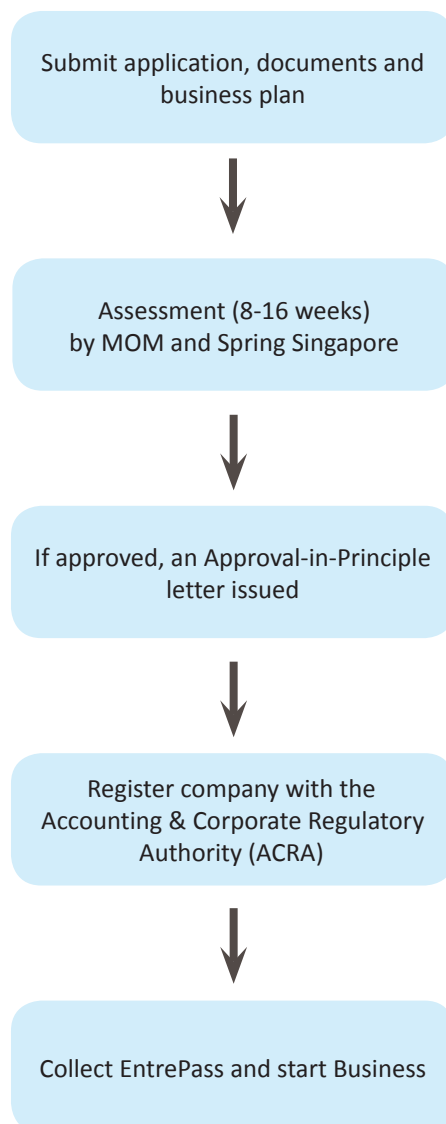 Submit application, documents and
business plan
Assessment (8-16 weeks)
by MOM and Spring Singapore
If approved, an Approval-in-Principle
letter issued
Register company with the
Accounting & Corporate Regulatory
Authority (ACRA)
Collect EntrePass and start Business